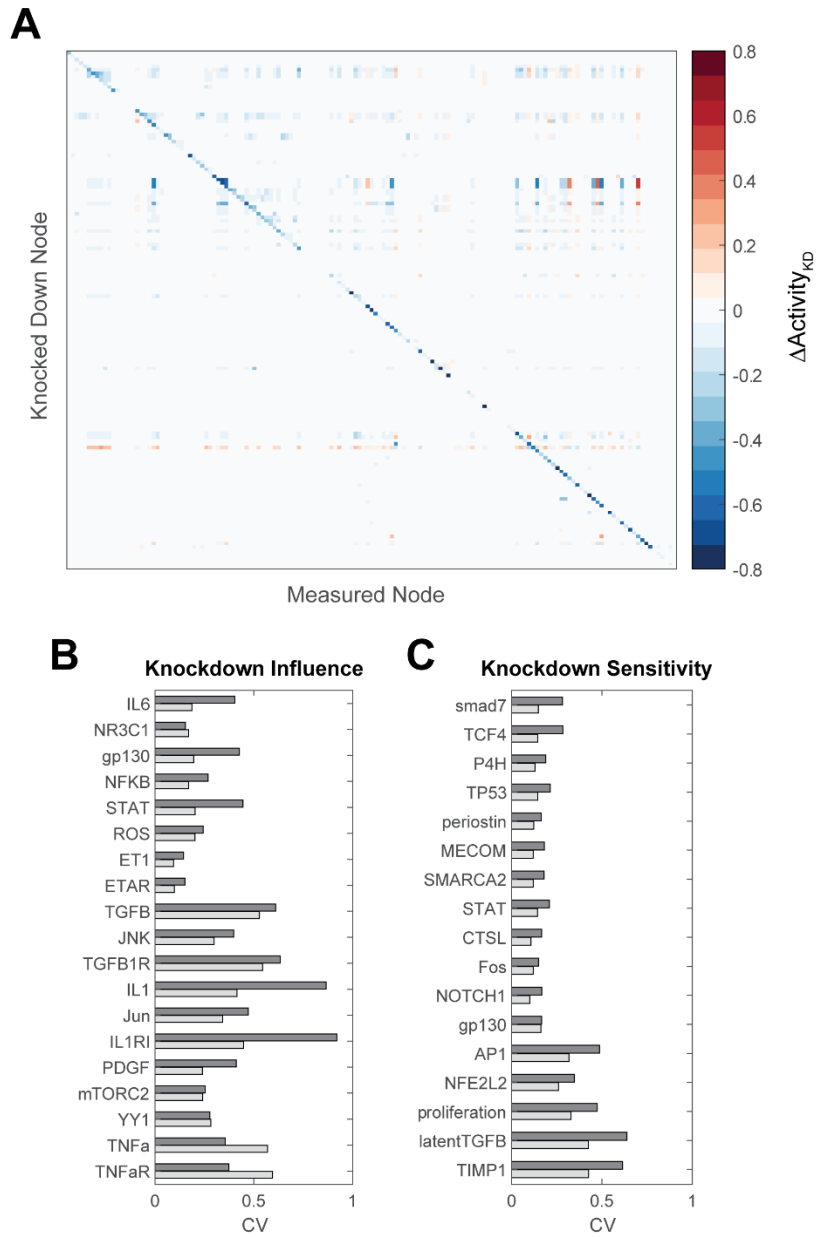 A
0.8
0.6
0.4
0.2
0
-0.2
-0.4
-0.6
-0.8
Knocked Down Node
ΔActivityKD
Measured Node
B
Knockdown Influence
IL6
NR3C1
gp130
NFKB
STAT
ROS
ET1
ETAR
TGFB
JNK
TGFB1R
IL1
Jun
IL1RI
PDGF
mTORC2
YY1
TNFa
TNFaR
0 0.5 1
CV
C
Knockdown Sensitivity
smad7
TCF4
P4H
TP53
periostin
MECOM
SMARCA2
STAT
CTSL
Fos
NOTCH1
gp130
AP1
NFE2L2
proliferation
latentTGFB
TIMP1
0 0.5 1
CV